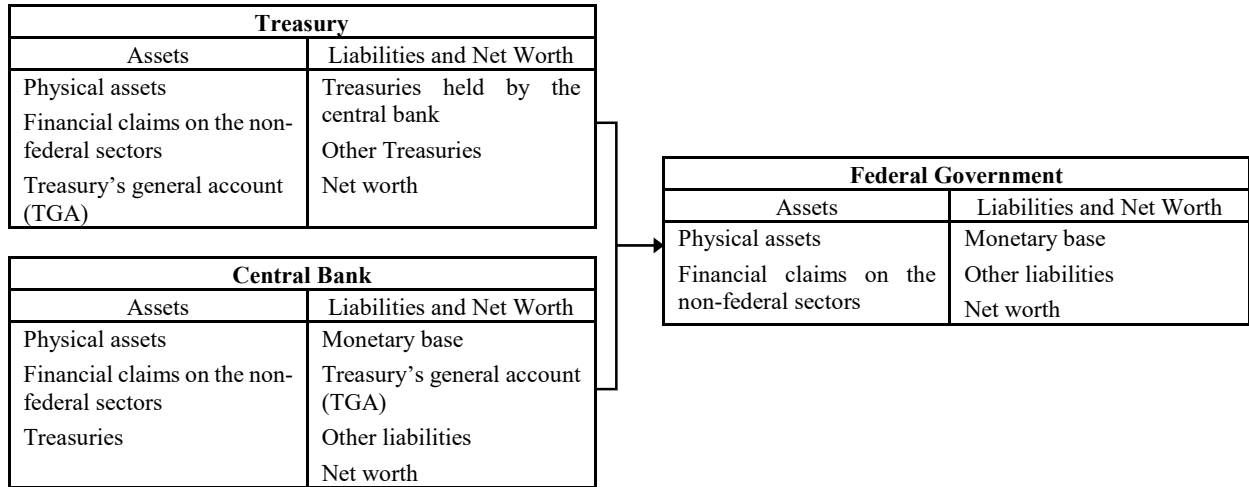 Treasury
Assets
Liabilities and Net Worth
Physical assets
Financial claims on the non-
federal sectors
Treasury’s general account
(TGA)
Treasuries held by the
central bank
Other Treasuries
Net worth
Central Bank
Assets
Liabilities and Net Worth
Physical assets
Financial claims on the non-
federal sectors
Treasuries
Monetary base
Treasury’s general account
(TGA)
Other liabilities
Net worth
Federal Government
Assets
Liabilities and Net Worth
Physical assets
Financial claims on the
non-federal sectors
Monetary base
Other liabilities
Net worth